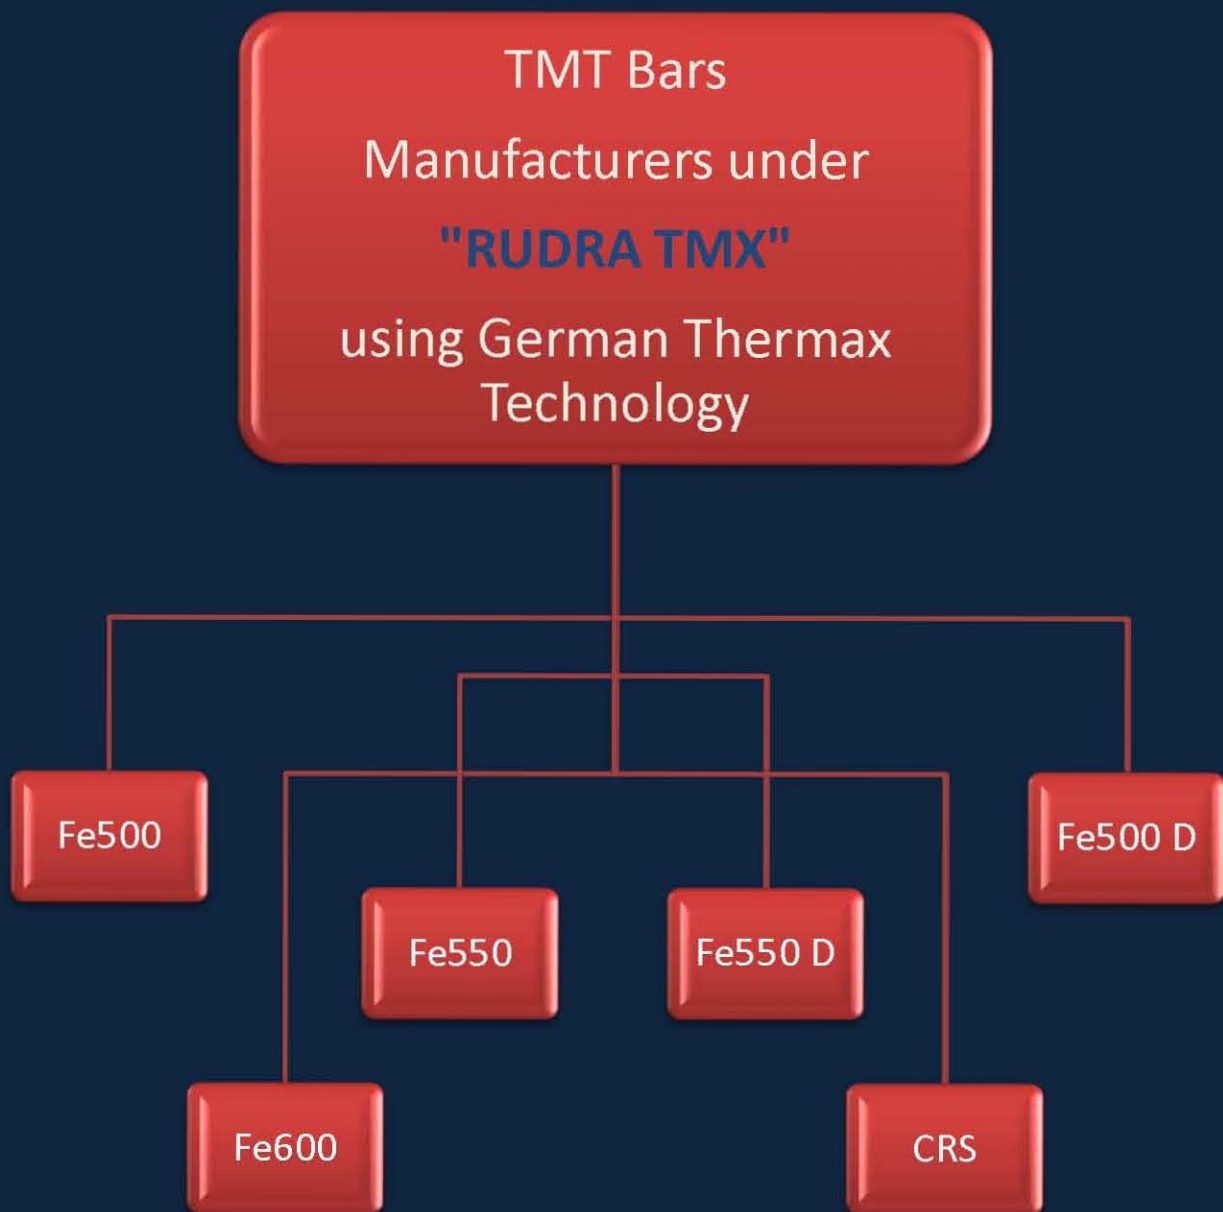 TMT Bars
Manufacturers under
"RUDRA TMX"
using German Thermax
Technology
Fe500
Fe500 D
Fe550
Fe550 D
Fe600
CRS